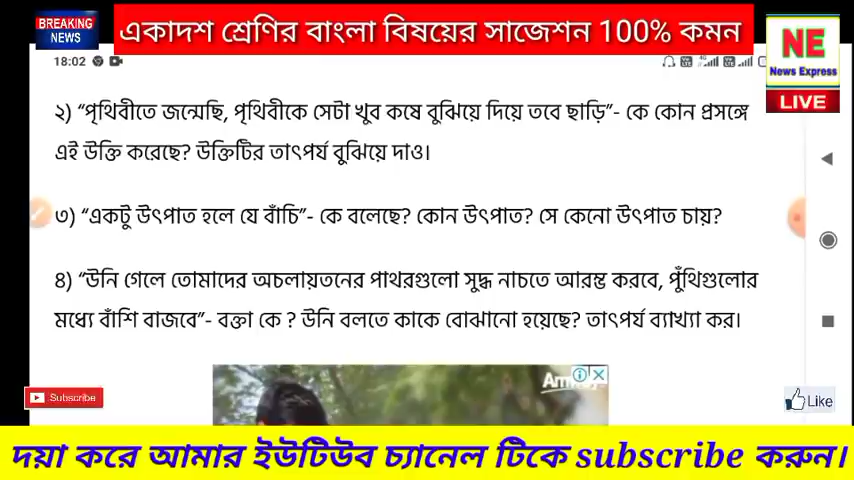 BREAKING
NEWS
একাদশ শ্রেণির বাংলা বিষয়ের সাজেশন 100% কমন
NE
News Express
LIVE
18:02
২) “পৃথিবীতে জন্মেছি, পৃথিবীকে সেটা খুব কষে বুঝিয়ে দিয়ে তবে ছাড়ি”- কে কোন প্রসঙ্গে
এই উক্তি করেছে? উক্তিটির তাৎপর্য বুঝিয়ে দাও।
৩) “একটু উৎপাত হলে যে বাঁচি”- কে বলেছে? কোন উৎপাত? সে কেনো উৎপাত চায়?
৪) “উনি গেলে তোমাদের অচলায়তনের পাথরগুলো সুদ্ধ নাচতে আরম্ভ করবে, পুঁথিগুলোর
মধ্যে বাঁশি বাজবে”- বক্তা কে ? উনি বলতে কাকে বোঝানো হয়েছে? তাৎপর্য ব্যাখ্যা কর।
Subscribe
Like
দয়া করে আমার ইউটিউব চ্যানেল টিকে subscribe করুন।